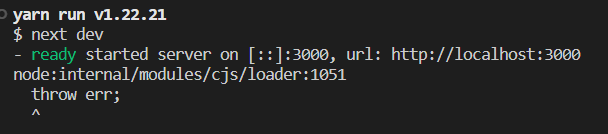 yarn run v1.22.21
$ next dev
- ready started server on [::]:3000, url: http://localhost:3000
node:internal/modules/cjs/loader:1051
  throw err;
  ^